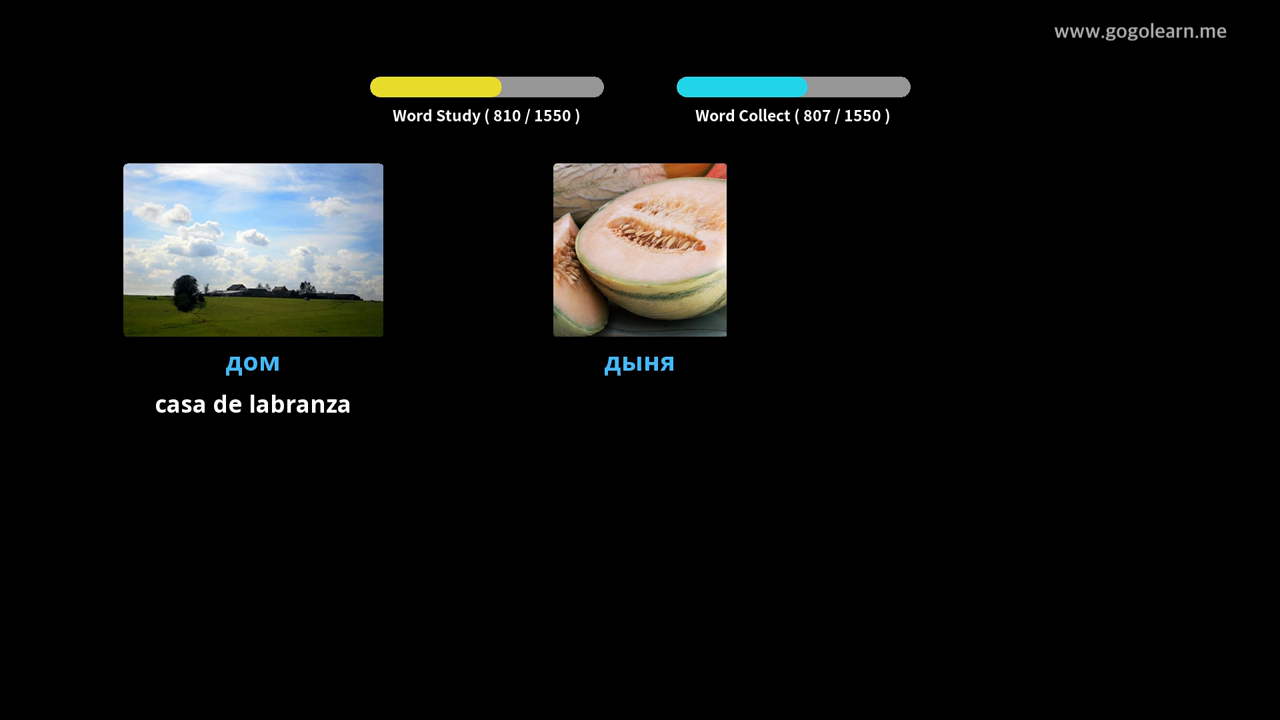 www.gogolearn.me
Word Study ( 810 / 1550 )
Word Collect ( 807 / 1550 )
дом
дыня
casa de labranza